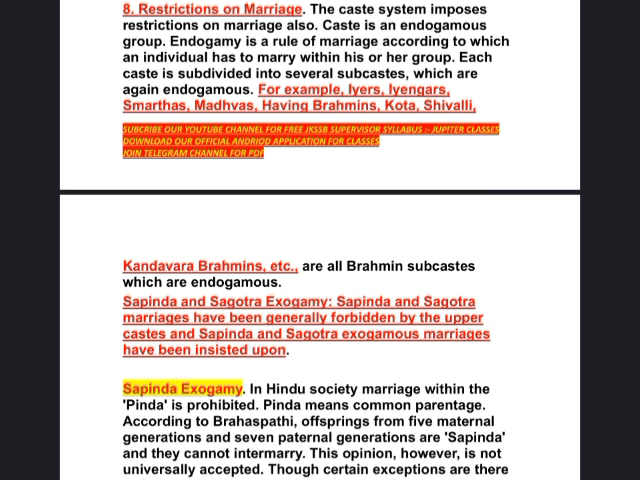 8. Restrictions on Marriage. The caste system imposes
restrictions on marriage also. Caste is an endogamous
group. Endogamy is a rule of marriage according to which
an individual has to marry within his or her group. Each
caste is subdivided into several subcastes, which are
again endogamous. For example, Iyers, Iyengars,
Smarthas, Madhvas, Having Brahmins, Kota, Shivalli,
SUBCRIBE OUR YOUTUBE CHANNEL FOR FREE JKSSB SUPERVISOR SYLLABUS :- JUPITER CLASSES
DOWNLOAD OUR OFFICIAL ANDRIOD APPLICATION FOR CLASSES
JOIN TELEGRAM CHANNEL FOR PDF
Kandavara Brahmins, etc., are all Brahmin subcastes
which are endogamous.
Sapinda and Sagotra Exogamy: Sapinda and Sagotra
marriages have been generally forbidden by the upper
castes and Sapinda and Sagotra exogamous marriages
have been insisted upon.
Sapinda Exogamy. In Hindu society marriage within the
'Pinda' is prohibited. Pinda means common parentage.
According to Brahaspathi, offsprings from five maternal
generations and seven paternal generations are 'Sapinda'
and they cannot intermarry. This opinion, however, is not
universally accepted. Though certain exceptions are there